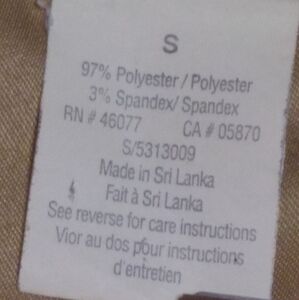 S
97% Polyester / Polyester
3% Spandex/ Spandex
RN # 46077 CA # 05870
S/5313009
Made in Sri Lanka
Fait à Sri Lanka
See reverse for care instructions
Vior au dos pour instructions
d'entretien